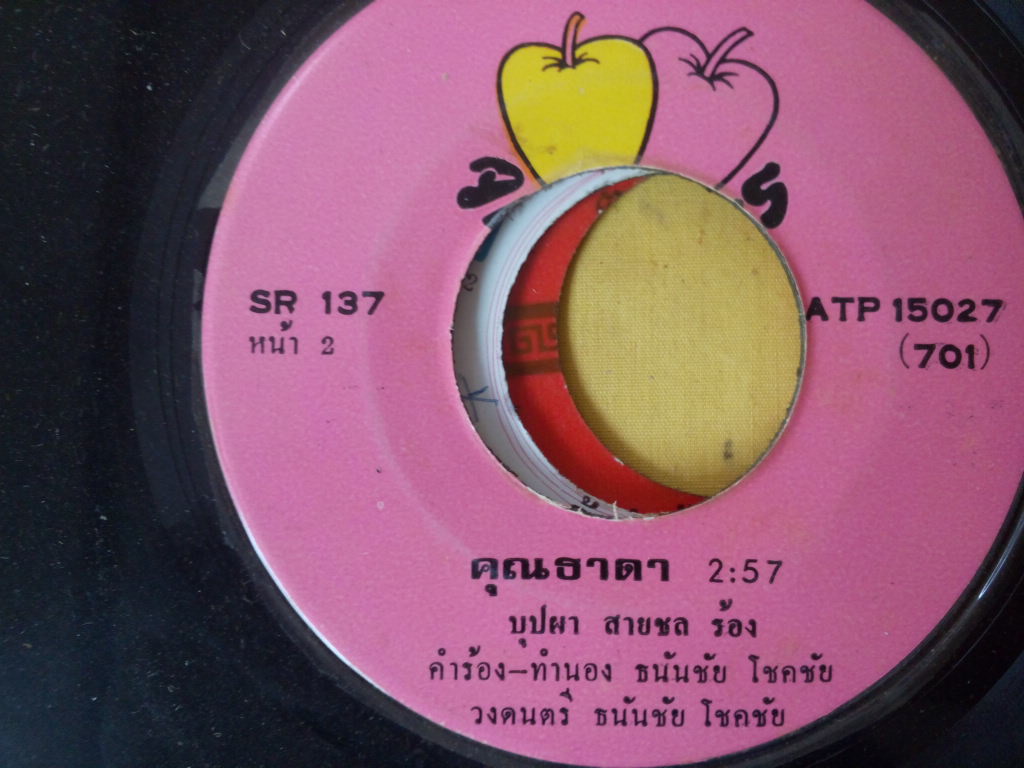 SR 137
หน้า 2
ATP 15027
(701)
คุณธาดา 2:57
บุปผา สายชล ร้อง
คำร้อง-ทำนอง ธนันชัย โชคชัย
วงดนตรี ธนันชัย โชคชัย